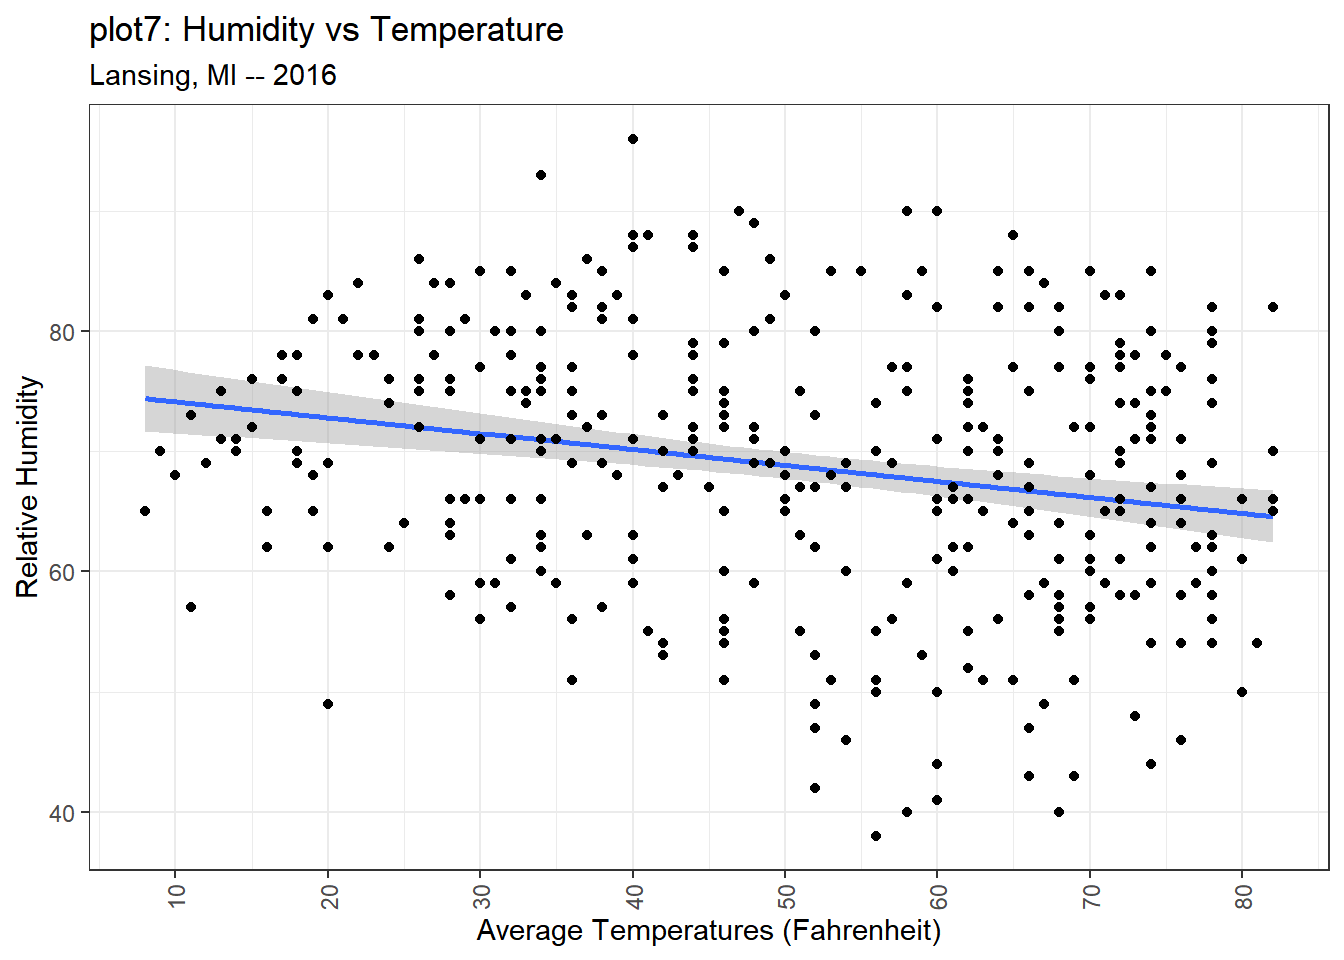 plot7: Humidity vs Temperature
Lansing, MI -- 2016
Relative Humidity
80
60
40
10
20
30
40
50
60
70
80
Average Temperatures (Fahrenheit)